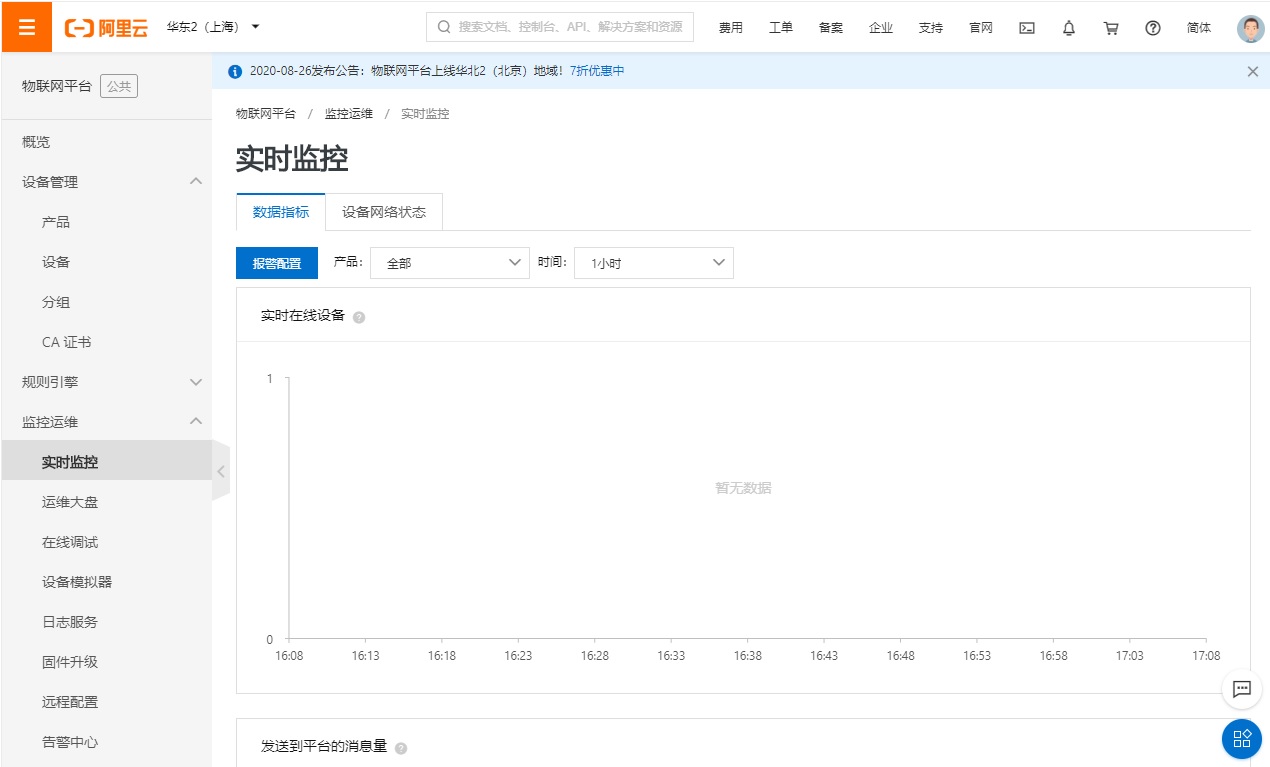 阿里云 华东2（上海） 搜索文档、控制台、API、解决方案和资源 费用 工单 备案 企业 支持 官网 简体
物联网平台 公共
2020-08-26发布公告：物联网平台上线华北2（北京）地域！7折优惠中
概览
设备管理
产品
设备
分组
CA 证书
规则引擎
监控运维
实时监控
运维大盘
在线调试
设备模拟器
日志服务
固件升级
远程配置
告警中心
物联网平台 / 监控运维 / 实时监控
实时监控
数据指标 设备网络状态
报警配置 产品： 全部 时间： 1小时
实时在线设备
1
暂无数据
0
16:08 16:13 16:18 16:23 16:28 16:33 16:38 16:43 16:48 16:53 16:58 17:03 17:08
发送到平台的消息量